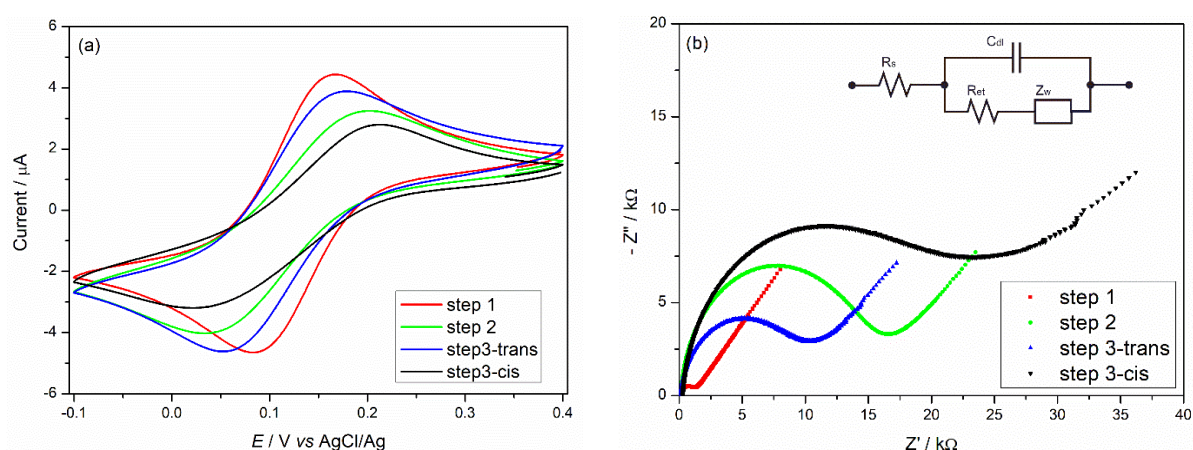 (a)
6
4
2
0
-2
-4
-6
Current / μA
-0.1
0.0
0.1
0.2
0.3
0.4
E / V vs AgCl/Ag
step 1
step 2
step3-trans
step3-cis
(b)
20
15
10
5
0
- Z'' / kΩ
0
5
10
15
20
25
30
35
40
Z' / kΩ
Rs
Cdl
Ret
Zw
step 1
step 2
step 3-trans
step 3-cis